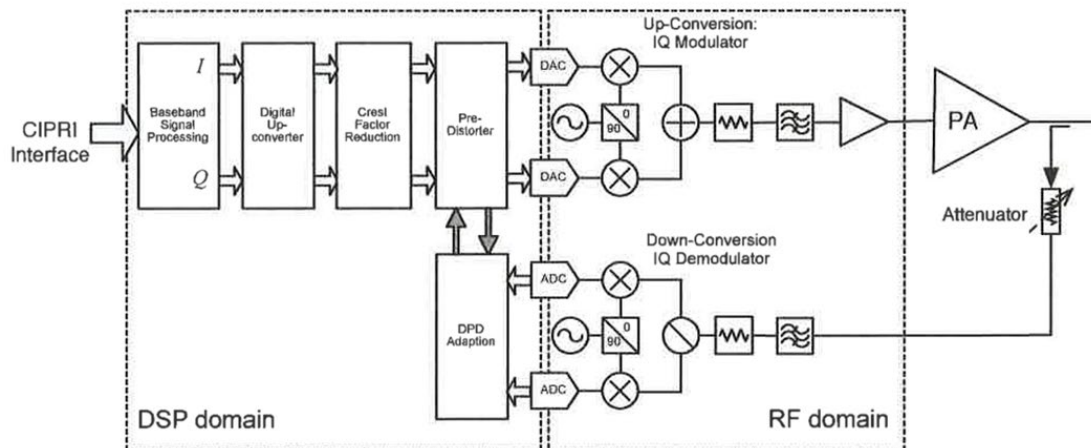 Up-Conversion:
IQ Modulator
I
Baseband
Signal
Processing
Q
Digital
Up-
converter
Crest
Factor
Reduction
Pre-
Distorter
DAC
DAC
0
90
PA
CIPRI
Interface
Attenuator
Down-Conversion
IQ Demodulator
ADC
ADC
0
90
DPD
Adaption
DSP domain
RF domain